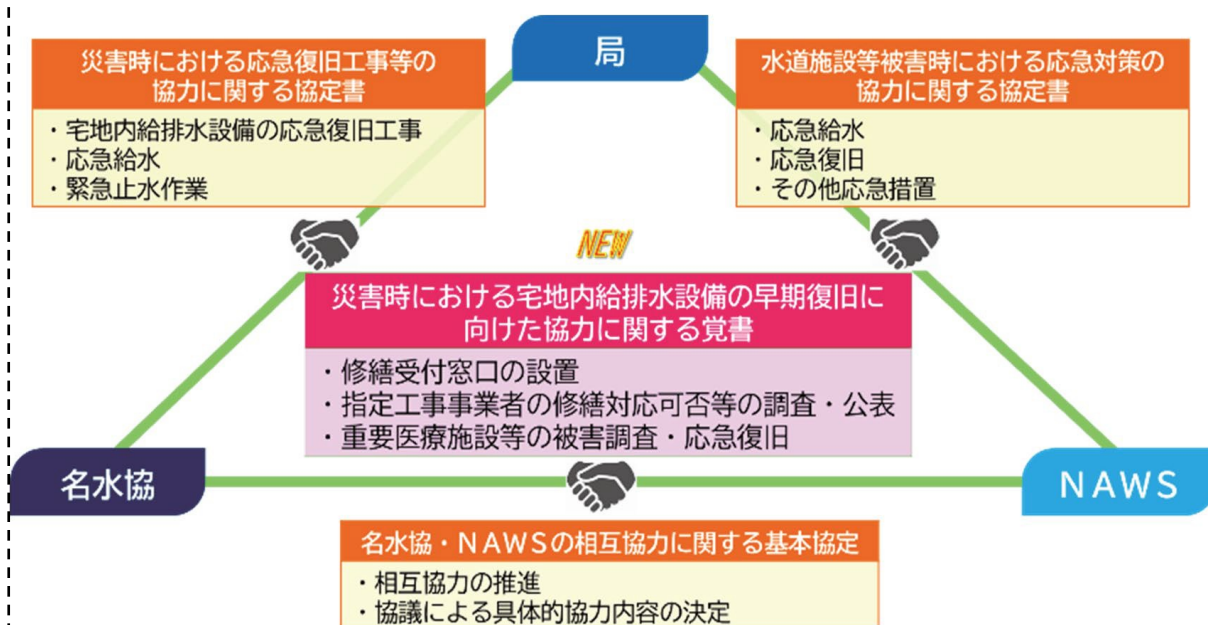 局
災害時における応急復旧工事等の
協力に関する協定書
・宅地内給排水設備の応急復旧工事
・応急給水
・緊急止水作業
水道施設等被害時における応急対策の
協力に関する協定書
・応急給水
・応急復旧
・その他応急措置
NEW
災害時における宅地内給排水設備の早期復旧に
向けた協力に関する覚書
・修繕受付窓口の設置
・指定工事事業者の修繕対応可否等の調査・公表
・重要医療施設等の被害調査・応急復旧
名水協
ＮＡＷＳ
名水協・ＮＡＷＳの相互協力に関する基本協定
・相互協力の推進
・協議による具体的協力内容の決定